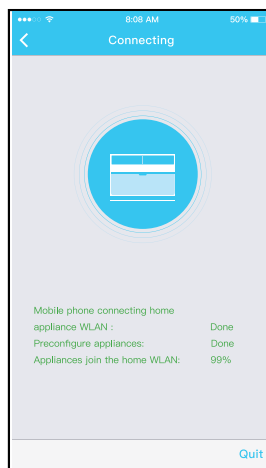 8:08 AM
50%
Connecting
Mobile phone connecting home
appliance WLAN : Done
Preconfigure appliances: Done
Appliances join the home WLAN: 99%
Quit